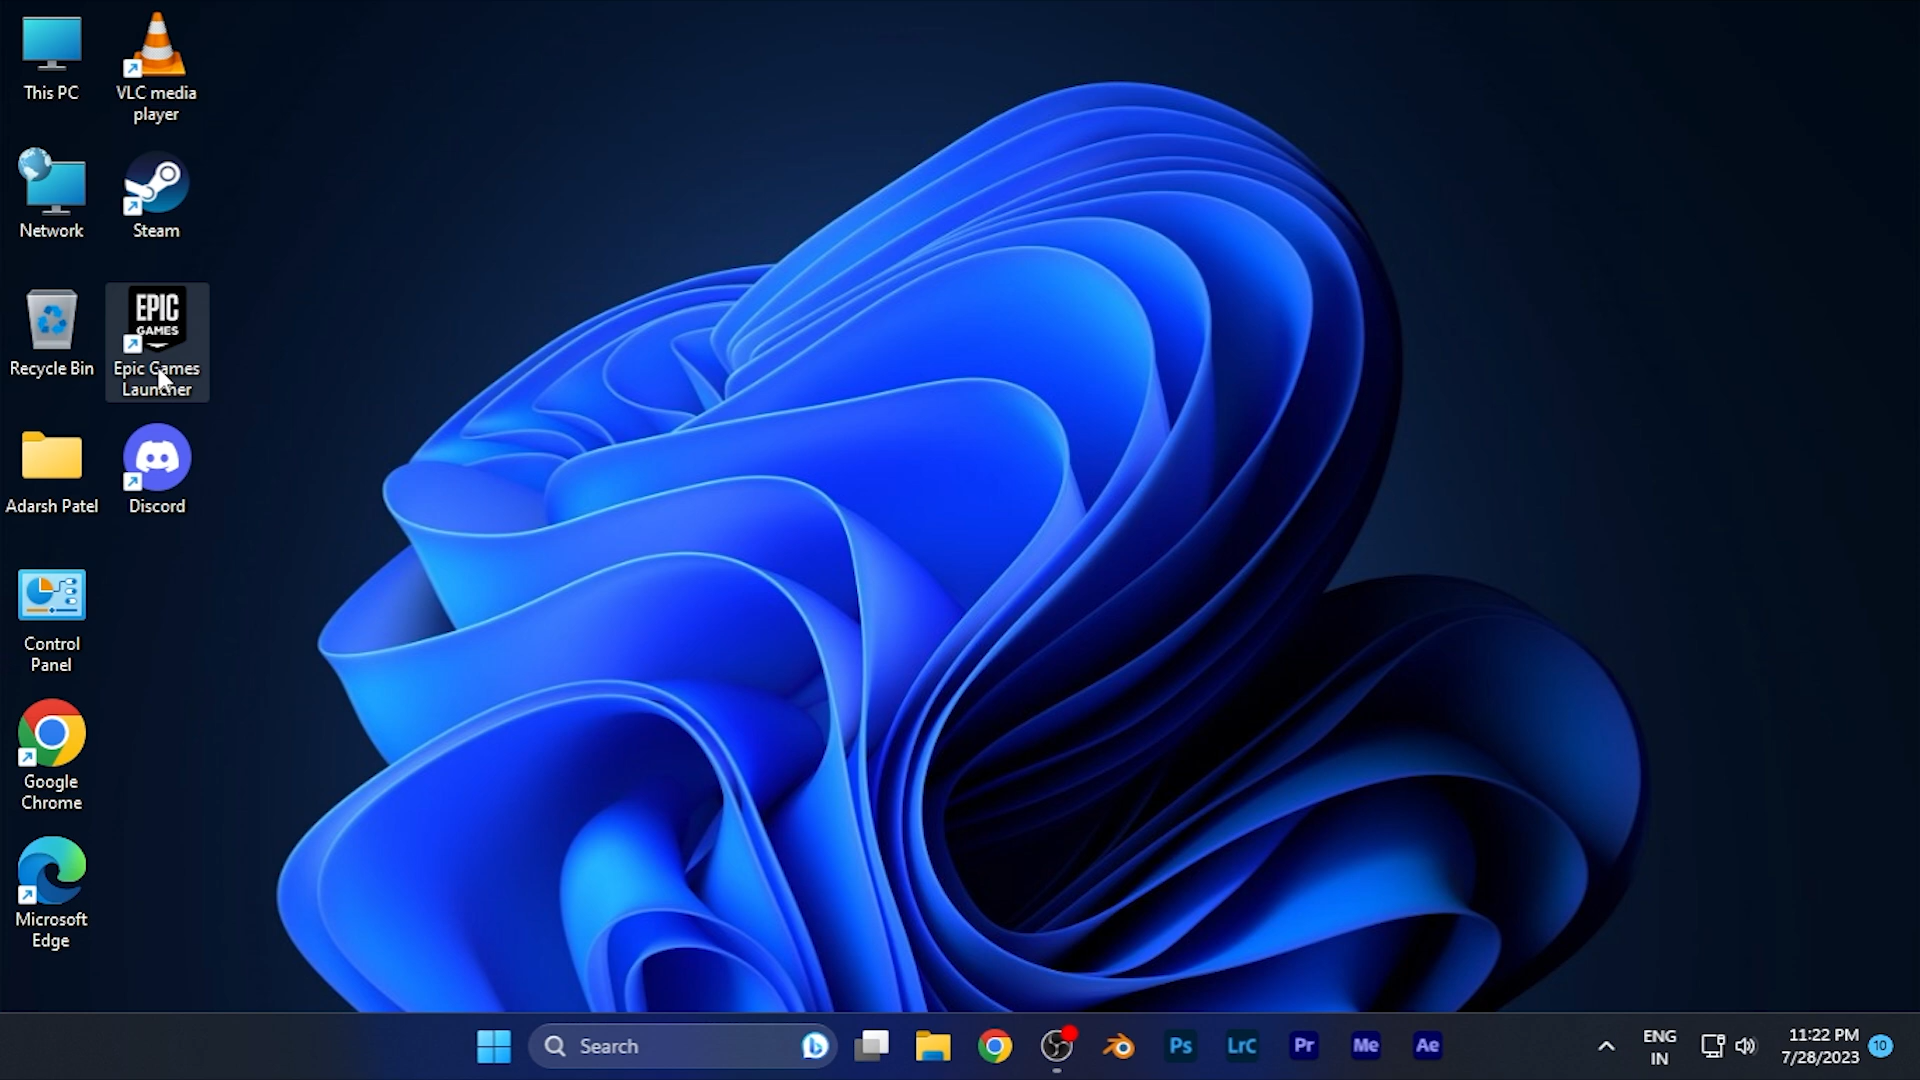 This PC
VLC media
player
Network
Steam
Recycle Bin
EPIC
GAMES
Epic Games
Launcher
Adarsh Patel
Discord
Control
Panel
Google
Chrome
Microsoft
Edge
Search
Ps
LrC
Pr
Me
Ae
ENG
IN
11:22 PM
7/28/2023
10